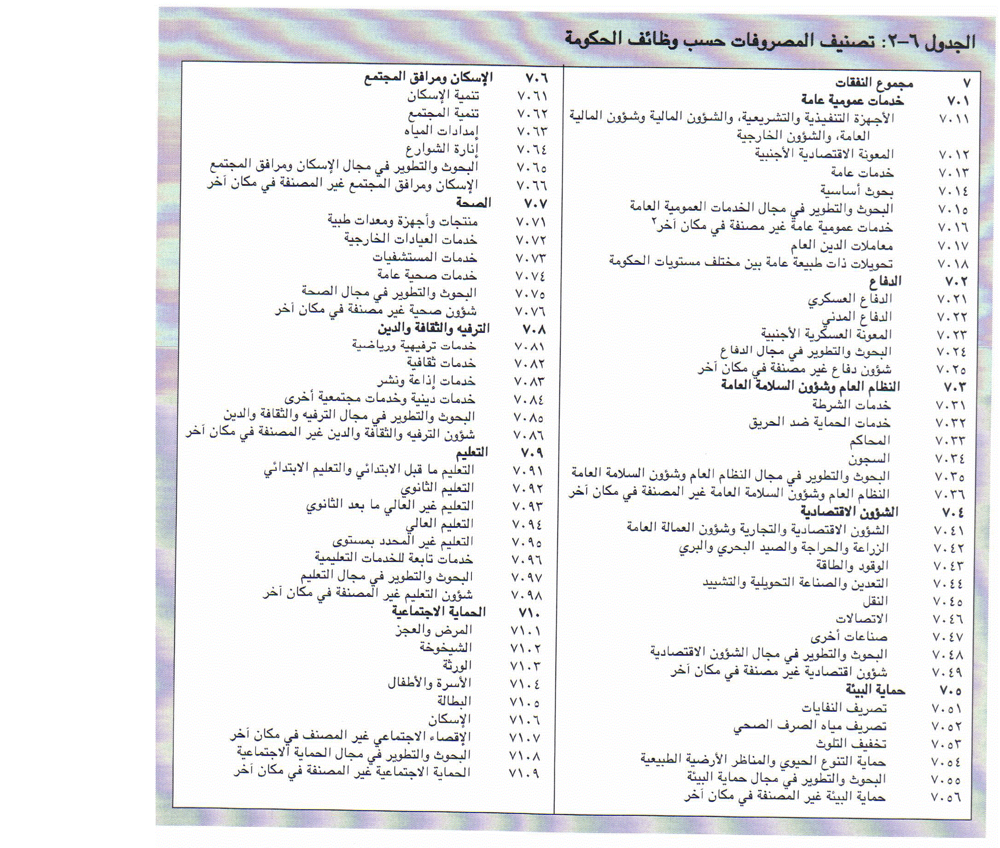 الجدول ٦-٢: تصنيف المصروفات حسب وظائف الحكومة
٧ مجموع النفقات
٧٠١ خدمات عمومية عامة
٧٠١١ الأجهزة التنفيذية والتشريعية، والشؤون المالية وشؤون المالية
العامة، والشؤون الخارجية
٧٠١٢ المعونة الاقتصادية الأجنبية
٧٠١٣ خدمات عامة
٧٠١٤ بحوث أساسية
٧٠١٥ البحوث والتطوير في مجال الخدمات العمومية العامة
٧٠١٦ خدمات عمومية عامة غير مصنفة في مكان آخر٢
٧٠١٧ معاملات الدين العام
٧٠١٨ تحويلات ذات طبيعة عامة بين مختلف مستويات الحكومة
٧٠٢ الدفاع
٧٠٢١ الدفاع العسكري
٧٠٢٢ الدفاع المدني
٧٠٢٣ المعونة العسكرية الأجنبية
٧٠٢٤ البحوث والتطوير في مجال الدفاع
٧٠٢٥ شؤون دفاع غير مصنفة في مكان آخر
٧٠٣ النظام العام وشؤون السلامة العامة
٧٠٣١ خدمات الشرطة
٧٠٣٢ خدمات الحماية ضد الحريق
٧٠٣٣ المحاكم
٧٠٣٤ السجون
٧٠٣٥ البحوث والتطوير في مجال النظام العام وشؤون السلامة العامة
٧٠٣٦ النظام العام وشؤون السلامة العامة غير المصنفة في مكان آخر
٧٠٤ الشؤون الاقتصادية
٧٠٤١ الشؤون الاقتصادية والتجارية وشؤون العمالة العامة
٧٠٤٢ الزراعة والحراجة والصيد البحري والبري
٧٠٤٣ الوقود والطاقة
٧٠٤٤ التعدين والصناعة التحويلية والتشييد
٧٠٤٥ النقل
٧٠٤٦ الاتصالات
٧٠٤٧ صناعات أخرى
٧٠٤٨ البحوث والتطوير في مجال الشؤون الاقتصادية
٧٠٤٩ شؤون اقتصادية غير مصنفة في مكان آخر
٧٠٥ حماية البيئة
٧٠٥١ تصريف النفايات
٧٠٥٢ تصريف مياه الصرف الصحي
٧٠٥٣ تخفيف التلوث
٧٠٥٤ حماية التنوع الحيوي والمناظر الأرضية الطبيعية
٧٠٥٥ البحوث والتطوير في مجال حماية البيئة
٧٠٥٦ حماية البيئة غير المصنفة في مكان آخر
٧٠٦ الإسكان ومرافق المجتمع
٧٠٦١ تنمية الإسكان
٧٠٦٢ تنمية المجتمع
٧٠٦٣ إمدادات المياه
٧٠٦٤ إنارة الشوارع
٧٠٦٥ البحوث والتطوير في مجال الإسكان ومرافق المجتمع
٧٠٦٦ الإسكان ومرافق المجتمع غير المصنفة في مكان آخر
٧٠٧ الصحة
٧٠٧١ منتجات وأجهزة ومعدات طبية
٧٠٧٢ خدمات العيادات الخارجية
٧٠٧٣ خدمات المستشفيات
٧٠٧٤ خدمات صحية عامة
٧٠٧٥ البحوث والتطوير في مجال الصحة
٧٠٧٦ شؤون صحية غير مصنفة في مكان آخر
٧٠٨ الترفيه والثقافة والدين
٧٠٨١ خدمات ترفيهية ورياضية
٧٠٨٢ خدمات ثقافية
٧٠٨٣ خدمات إذاعة ونشر
٧٠٨٤ خدمات دينية وخدمات مجتمعية أخرى
٧٠٨٥ البحوث والتطوير في مجال الترفيه والثقافة والدين
٧٠٨٦ شؤون الترفيه والثقافة والدين غير المصنفة في مكان آخر
٧٠٩ التعليم
٧٠٩١ التعليم ما قبل الابتدائي والتعليم الابتدائي
٧٠٩٢ التعليم الثانوي
٧٠٩٣ التعليم غير العالي ما بعد الثانوي
٧٠٩٤ التعليم العالي
٧٠٩٥ التعليم غير المحدد بمستوى
٧٠٩٦ خدمات تابعة للخدمات التعليمية
٧٠٩٧ البحوث والتطوير في مجال التعليم
٧٠٩٨ شؤون التعليم غير المصنفة في مكان آخر
٧١٠ الحماية الاجتماعية
٧١٠١ المرض والعجز
٧١٠٢ الشيخوخة
٧١٠٣ الورثة
٧١٠٤ الأسرة والأطفال
٧١٠٥ البطالة
٧١٠٦ الإسكان
٧١٠٧ الإقصاء الاجتماعي غير المصنف في مكان آخر
٧١٠٨ البحوث والتطوير في مجال الحماية الاجتماعية
٧١٠٩ الحماية الاجتماعية غير المصنفة في مكان آخر